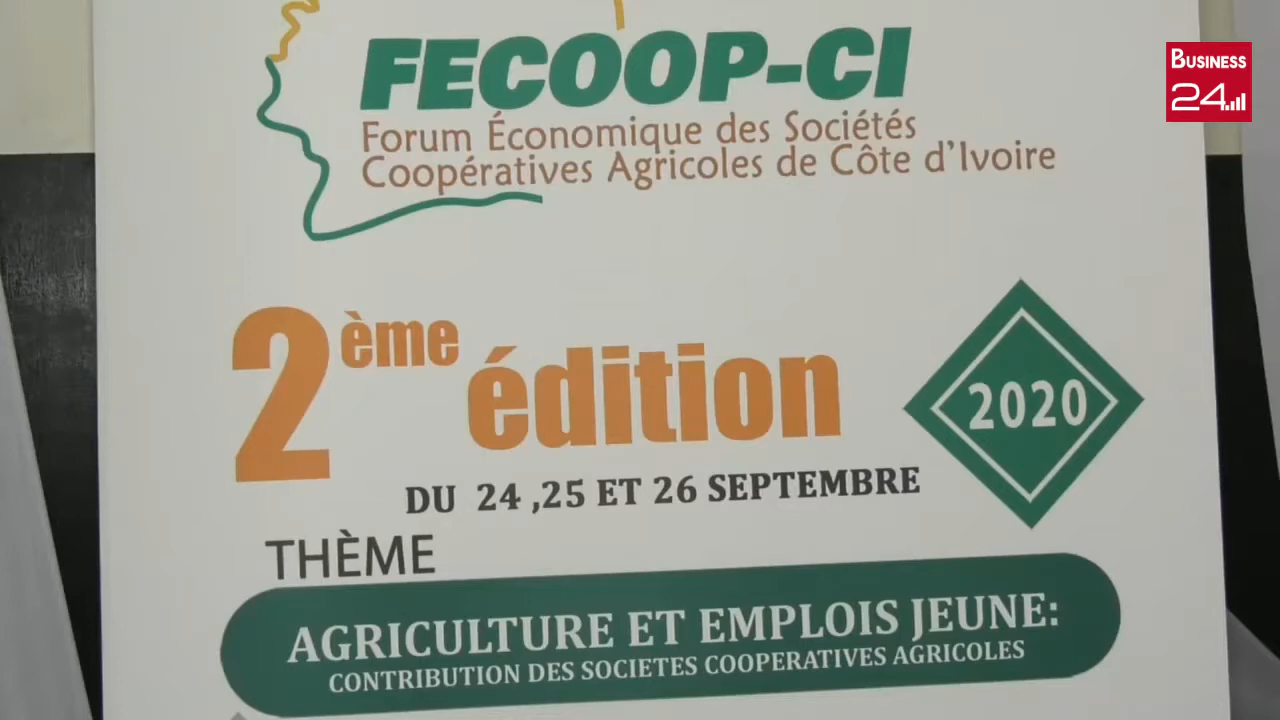 FECOOP-CI
Forum Économique des Sociétés
Coopératives Agricoles de Côte d'Ivoire
BUSINESS
24
2ème édition
2020
DU 24 ,25 ET 26 SEPTEMBRE
THÈME
AGRICULTURE ET EMPLOIS JEUNE:
CONTRIBUTION DES SOCIETES COOPERATIVES AGRICOLES